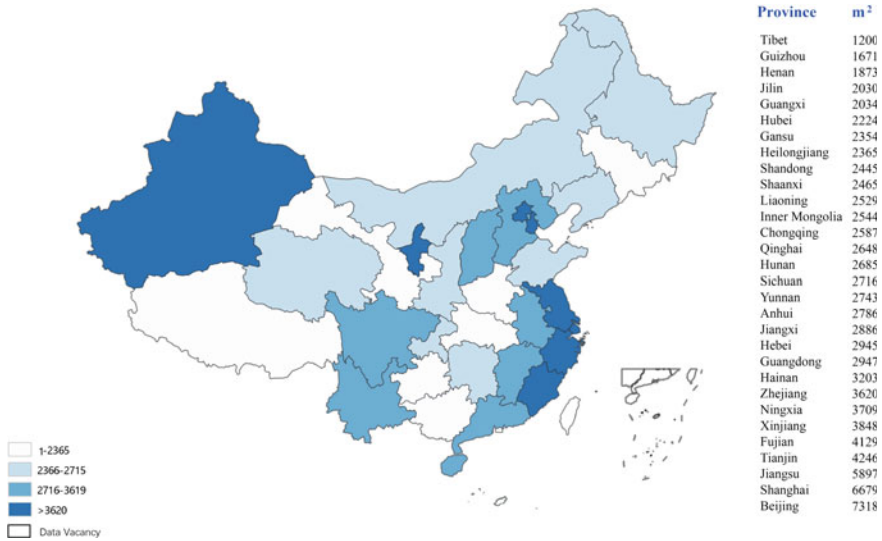 Province m²
Tibet 1200
Guizhou 1671
Henan 1873
Jilin 2030
Guangxi 2034
Hubei 2224
Gansu 2354
Heilongjiang 2365
Shandong 2445
Shaanxi 2465
Liaoning 2529
Inner Mongolia 2544
Chongqing 2587
Qinghai 2648
Hunan 2685
Sichuan 2716
Yunnan 2743
Anhui 2786
Jiangxi 2886
Hebei 2945
Guangdong 2947
Hainan 3203
Zhejiang 3620
Ningxia 3709
Xinjiang 3848
Fujian 4129
Tianjin 4246
Jiangsu 5897
Shanghai 6679
Beijing 7318
1-2365
2366-2715
2716-3619
>3620
Data Vacancy